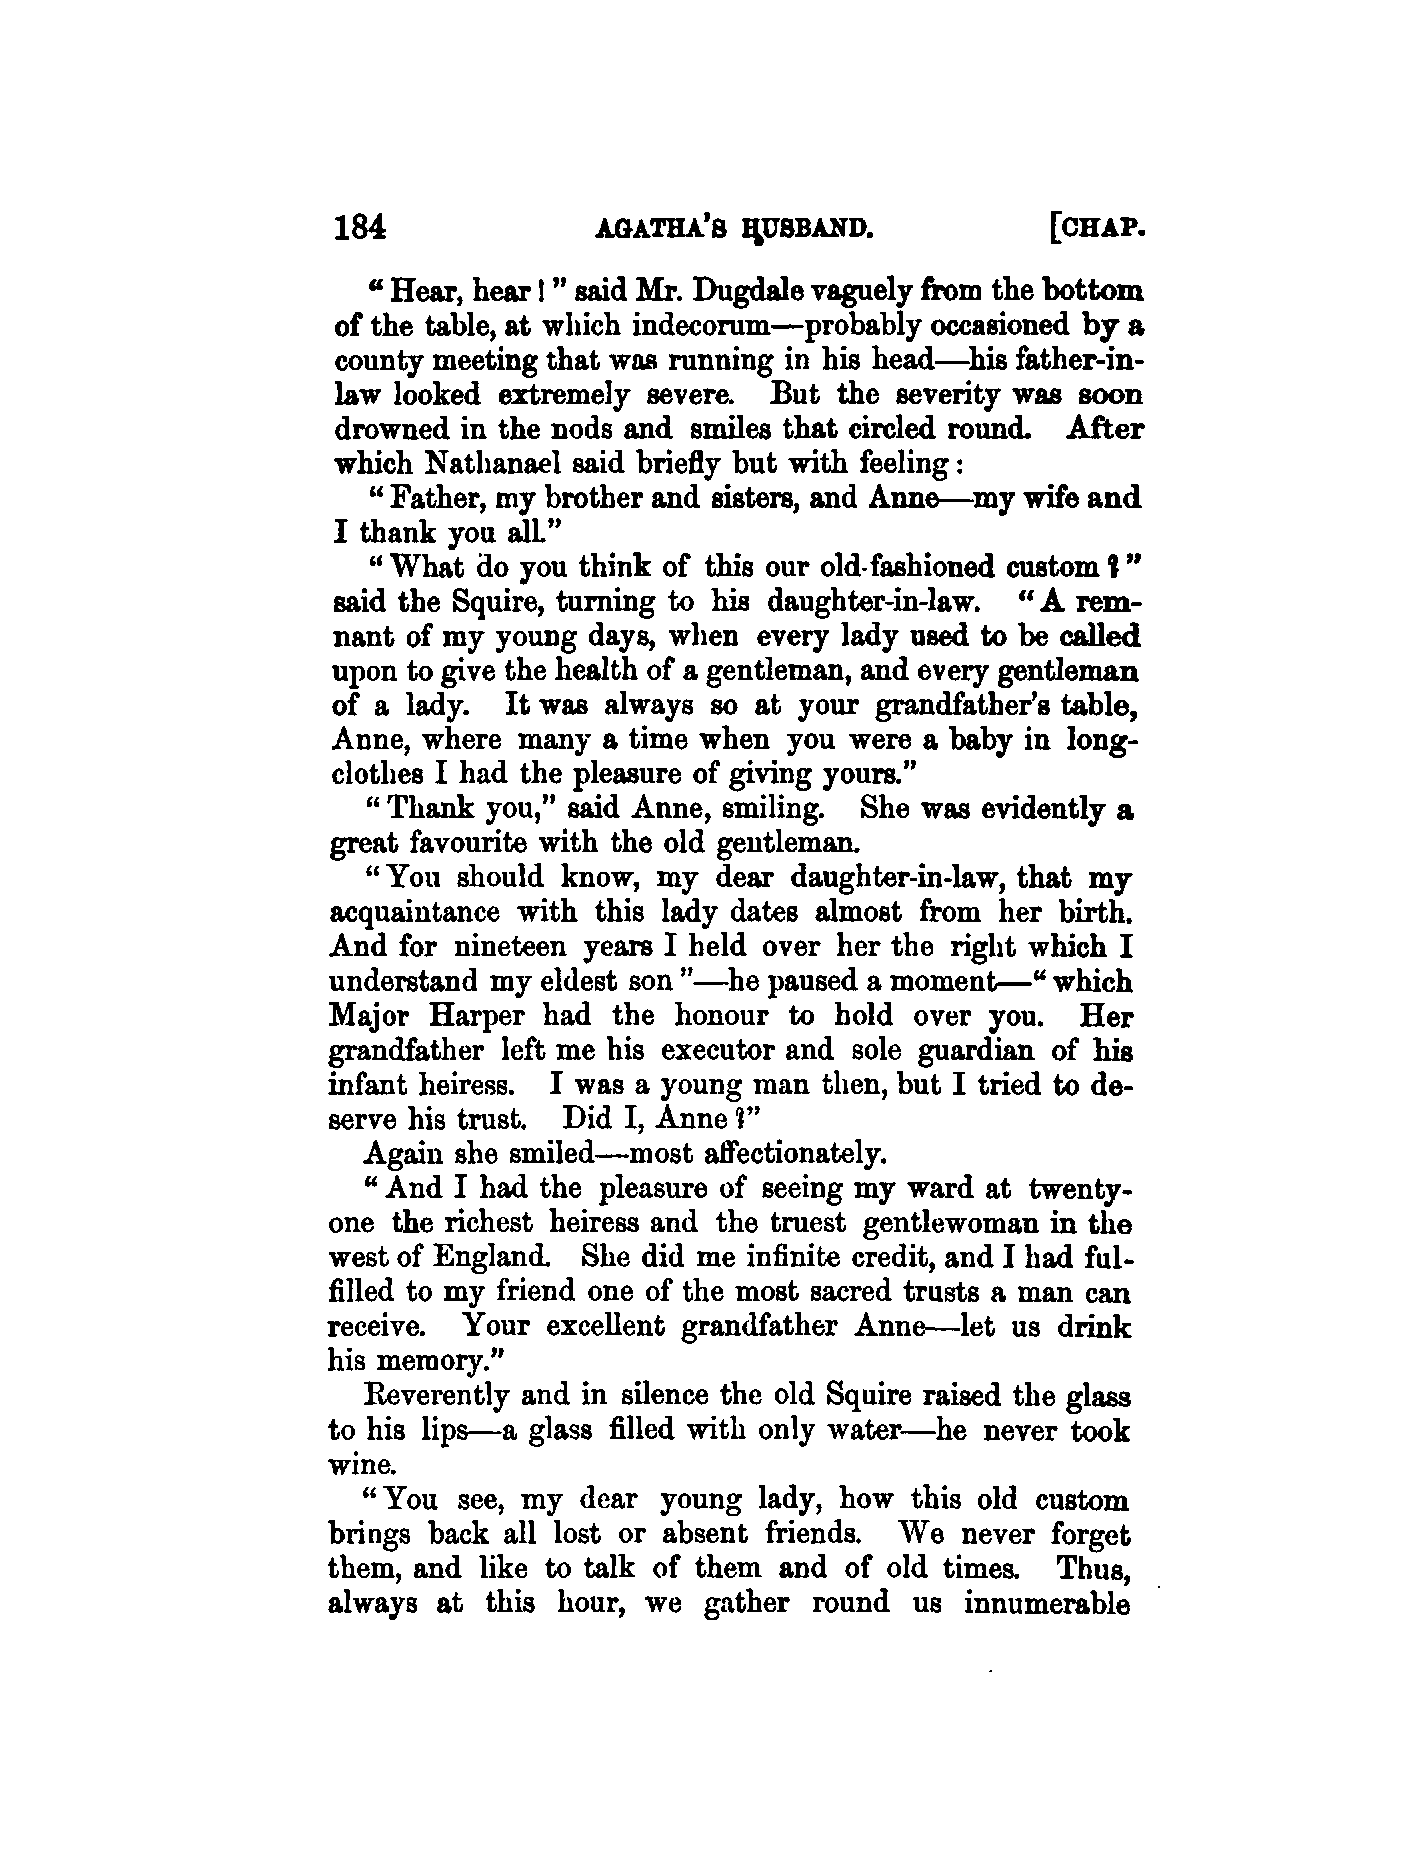 184 AGATHA'S HUSBAND. [CHAP.
"Hear, hear!" said Mr. Dugdale vaguely from the bottom
of the table, at which indecorum—probably occasioned by a
county meeting that was running in his head—his father-in-
law looked extremely severe. But the severity was soon
drowned in the nods and smiles that circled round. After
which Nathanael said briefly but with feeling:
"Father, my brother and sisters, and Anne—my wife and
I thank you all."
"What do you think of this our old-fashioned custom?"
said the Squire, turning to his daughter-in-law. "A rem-
nant of my young days, when every lady used to be called
upon to give the health of a gentleman, and every gentleman
of a lady. It was always so at your grandfather's table,
Anne, where many a time when you were a baby in long-
clothes I had the pleasure of giving yours."
"Thank you," said Anne, smiling. She was evidently a
great favourite with the old gentleman.
"You should know, my dear daughter-in-law, that my
acquaintance with this lady dates almost from her birth.
And for nineteen years I held over her the right which I
understand my eldest son"—he paused a moment—"which
Major Harper had the honour to hold over you. Her
grandfather left me his executor and sole guardian of his
infant heiress. I was a young man then, but I tried to de-
serve his trust. Did I, Anne?"
Again she smiled—most affectionately.
"And I had the pleasure of seeing my ward at twenty-
one the richest heiress and the truest gentlewoman in the
west of England. She did me infinite credit, and I had ful-
filled to my friend one of the most sacred trusts a man can
receive. Your excellent grandfather Anne—let us drink
his memory."
Reverently and in silence the old Squire raised the glass
to his lips—a glass filled with only water—he never took
wine.
"You see, my dear young lady, how this old custom
brings back all lost or absent friends. We never forget
them, and like to talk of them and of old times. Thus,
always at this hour, we gather round us innumerable